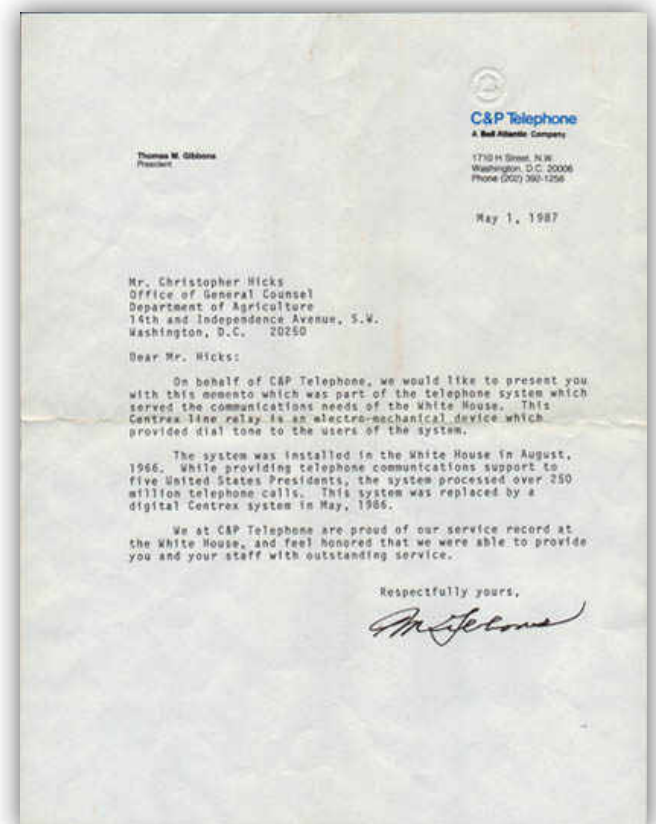 C&P Telephone
A Bell Atlantic Company
Thomas M. Gibbons
President
1710 H Street, N.W.
Washington, D.C. 20006
Phone (202) 392-1258
May 1, 1987
Mr. Christopher Hicks
Office of General Counsel
Department of Agriculture
14th and Independence Avenue, S.W.
Washington, D.C. 20250
Dear Mr. Hicks:
On behalf of C&P Telephone, we would like to present you
with this memento which was part of the telephone system which
served the communications needs of the White House. This
Centrex line relay is an electro-mechanical device which
provided dial tone to the users of the system.
The system was installed in the White House in August,
1966. While providing telephone communications support to
five United States Presidents, the system processed over 250
million telephone calls. This system was replaced by a
digital Centrex system in May, 1986.
We at C&P Telephone are proud of our service record at
the White House, and feel honored that we were able to provide
you and your staff with outstanding service.
Respectfully yours,